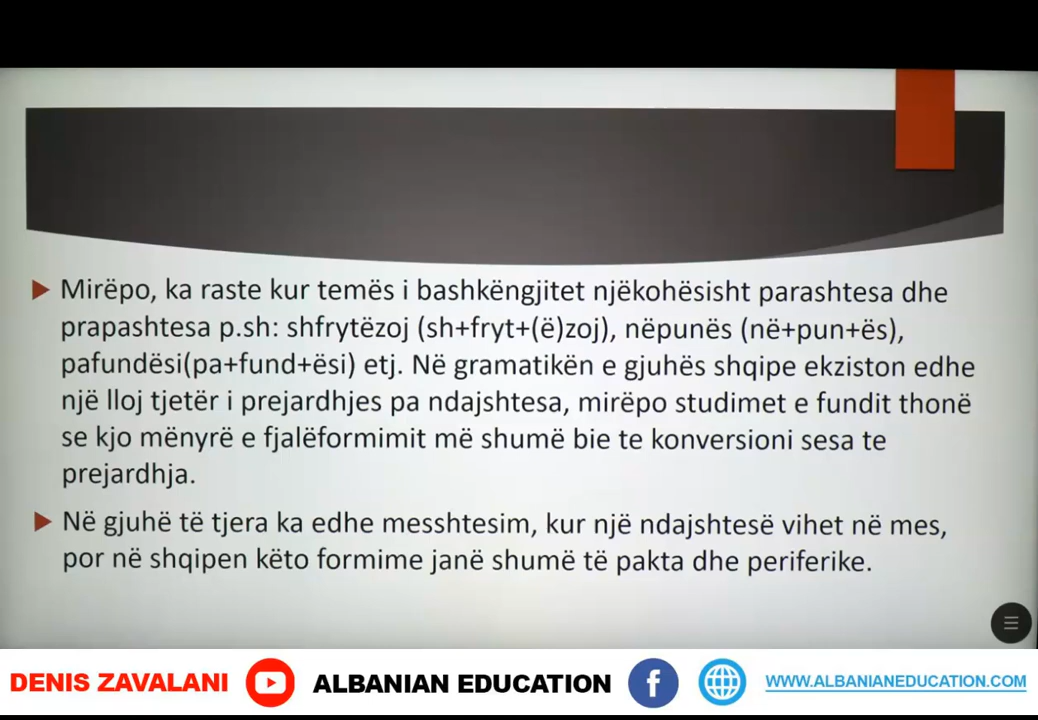 Mirëpo, ka raste kur temës i bashkëngjitet njëkohësisht parashtesa dhe
prapashtesa p.sh: shfrytëzoj (sh+fryt+(ë)zoj), nëpunës (në+pun+ës),
pafundësi(pa+fund+ësi) etj. Në gramatikën e gjuhës shqipe ekziston edhe
një lloj tjetër i prejardhjes pa ndajshtesa, mirëpo studimet e fundit thonë
se kjo mënyrë e fjalëformimit më shumë bie te konversioni sesa te
prejardhja.
Në gjuhë të tjera ka edhe messhtesim, kur një ndajshtesë vihet në mes,
por në shqipen këto formime janë shumë të pakta dhe periferike.
DENIS ZAVALANI ALBANIAN EDUCATION WWW.ALBANIANEDUCATION.COM